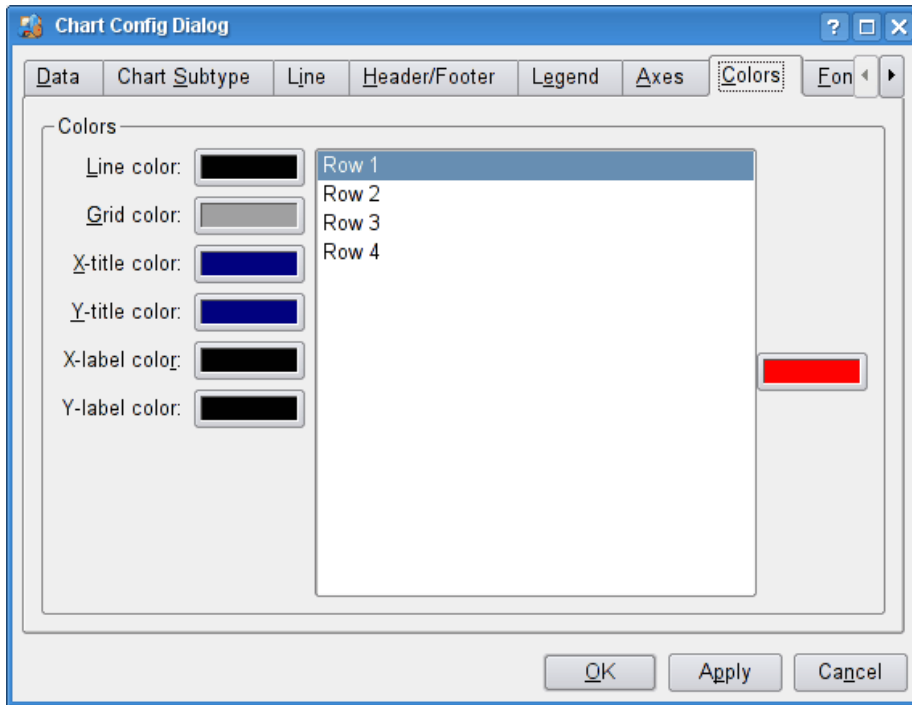 Chart Config Dialog
Data Chart Subtype Line Header/Footer Legend Axes Colors Fon
Colors
Line color:
Grid color:
X-title color:
Y-title color:
X-label color:
Y-label color:
Row 1
Row 2
Row 3
Row 4
OK Apply Cancel